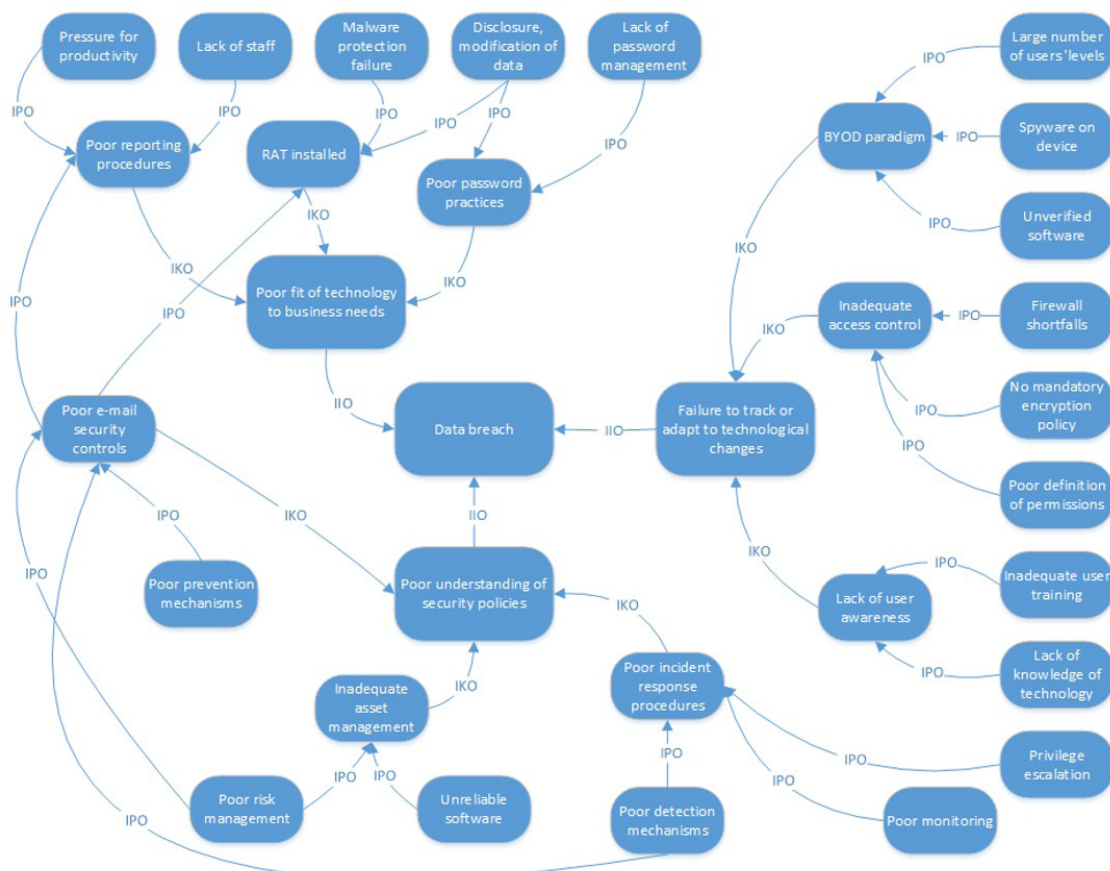 Pressure for
productivity
Lack of staff
Malware
protection
failure
Disclosure,
modification of
data
Lack of
password
management
Large number
of users'levels
IPO
IPO
IPO
IPO
IPO
IPO
IPO
Poor reporting
procedures
RAT installed
Poor password
practices
BYOD paradigm
IPO
Spyware on
device
IKO
IPO
Unverified
software
IKO
IKO
IKO
IPO
IPO
Poor fit of technology
to business needs
Inadequate
access control
IPO
Firewall
shortfalls
IKO
IIO
IPO
No mandatory
encryption
policy
Poor e-mail
security
controls
Data breach
IIO
Failure to track or
adapt to technological
changes
IPO
Poor definition
of permissions
IPO
IKO
IIO
IKO
IPO
Poor prevention
mechanisms
Poor understanding of
security policies
IPO
Inadequate user
training
Lack of user
awareness
IKO
IPO
Lack of
knowledge of
technology
Inadequate
asset
management
IKO
Poor incident
response
procedures
IPO
IPO
IPO
IPO
Privilege
escalation
IPO
Poor risk
management
Unreliable
software
IPO
Poor detection
mechanisms
Poor monitoring
IPO